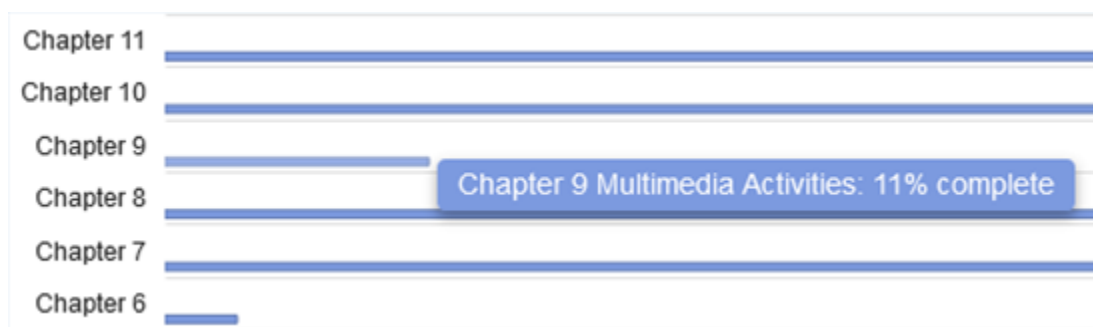 Chapter 11
Chapter 10
Chapter 9
Chapter 9 Multimedia Activities: 11% complete
Chapter 8
Chapter 7
Chapter 6